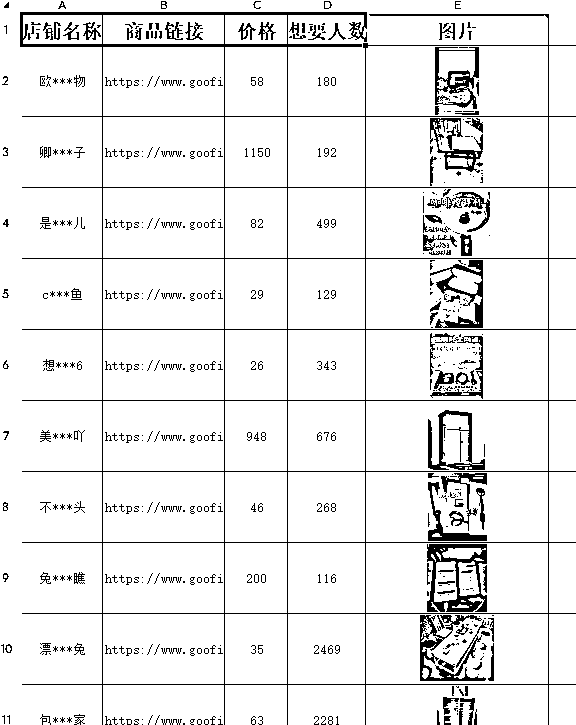 A B C D E
1 店铺名称 商品链接 价格 想要人数 图片
2 欧***物 https://www.goofi 58 180
3 卿***子 https://www.goofi 1150 192
4 是***儿 https://www.goofi 82 499
5 c***鱼 https://www.goofi 29 129
6 想***6 https://www.goofi 26 343
7 美***吖 https://www.goofi 948 676
8 不***头 https://www.goofi 46 268
9 兔***瞧 https://www.goofi 200 116
10 漂***兔 https://www.goofi 35 2469
11 包***家 https://www.goofi 63 2281